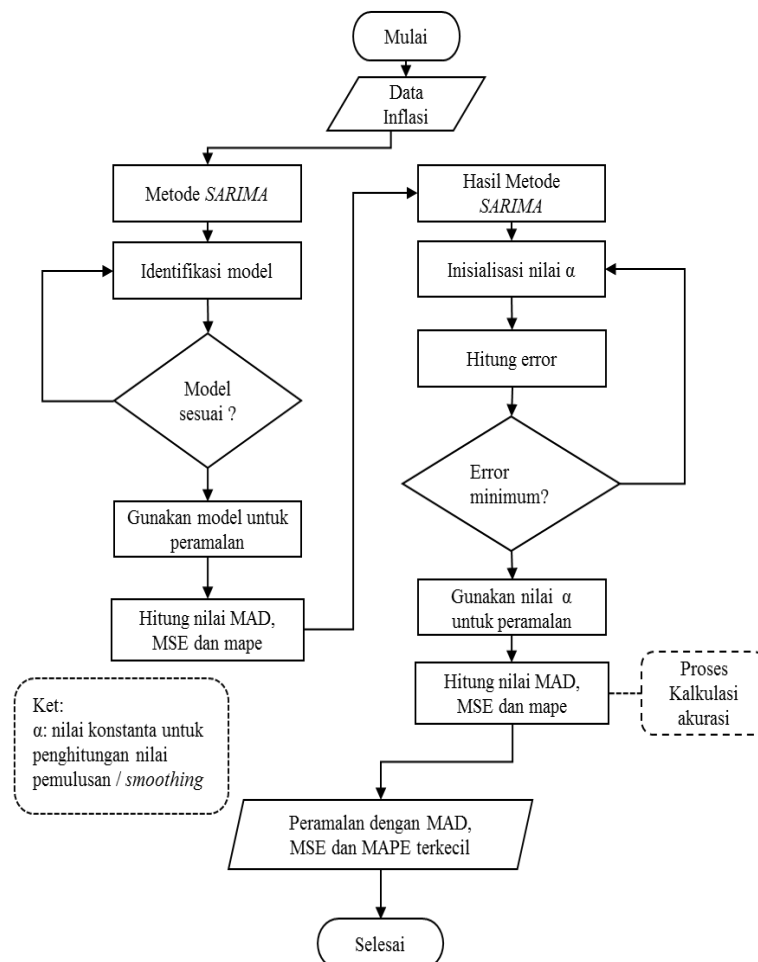 Mulai
Data
Inflasi
Metode SARIMA
Identifikasi model
Model
sesuai ?
Gunakan model untuk
peramalan
Hitung nilai MAD,
MSE dan mape
Ket:
α: nilai konstanta untuk
penghitungan nilai
pemulusan / smoothing
Hasil Metode
SARIMA
Inisialisasi nilai α
Hitung error
Error
minimum?
Gunakan nilai α
untuk peramalan
Hitung nilai MAD,
MSE dan mape
Proses
Kalkulasi
akurasi
Peramalan dengan MAD,
MSE dan MAPE terkecil
Selesai